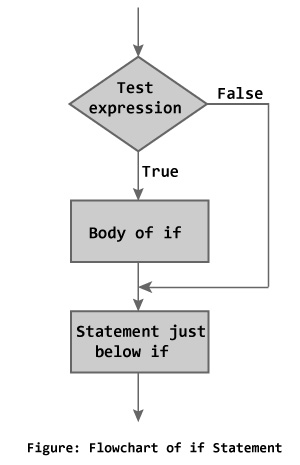 Test
expression
False
True
Body of if
Statement just
below if
Figure: Flowchart of if Statement